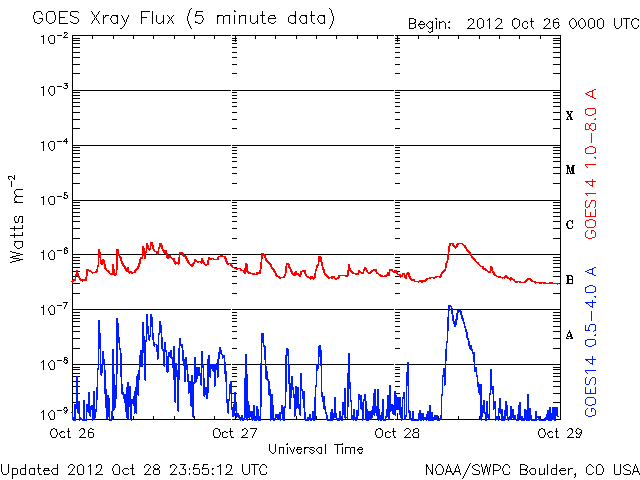 GOES Xray Flux (5 minute data)
Begin: 2012 Oct 26 0000 UTC
10⁻²
10⁻³
10⁻⁴
10⁻⁵
10⁻⁶
10⁻⁷
10⁻⁸
10⁻⁹
Watts m⁻²
X
M
C
B
A
GOES14 1.0-8.0 A
GOES14 0.5-4.0 A
Oct 26
Oct 27
Oct 28
Oct 29
Universal Time
Updated 2012 Oct 28 23:55:12 UTC
NOAA/SWPC Boulder, CO USA